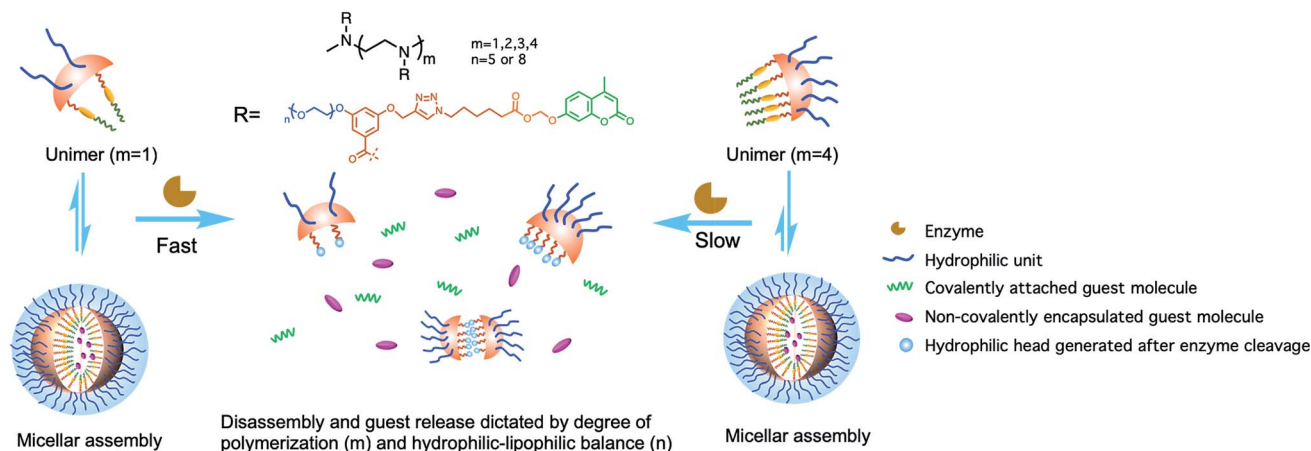 R
N
N
m
R
m=1,2,3,4
n=5 or 8
R=
n
O
O
O
N=N
N
O
O
O
O
O
O
O
Unimer (m=1)
Unimer (m=4)
Fast
Slow
Enzyme
Hydrophilic unit
Covalently attached guest molecule
Non-covalently encapsulated guest molecule
Hydrophilic head generated after enzyme cleavage
Micellar assembly
Disassembly and guest release dictated by degree of
polymerization (m) and hydrophilic-lipophilic balance (n)
Micellar assembly